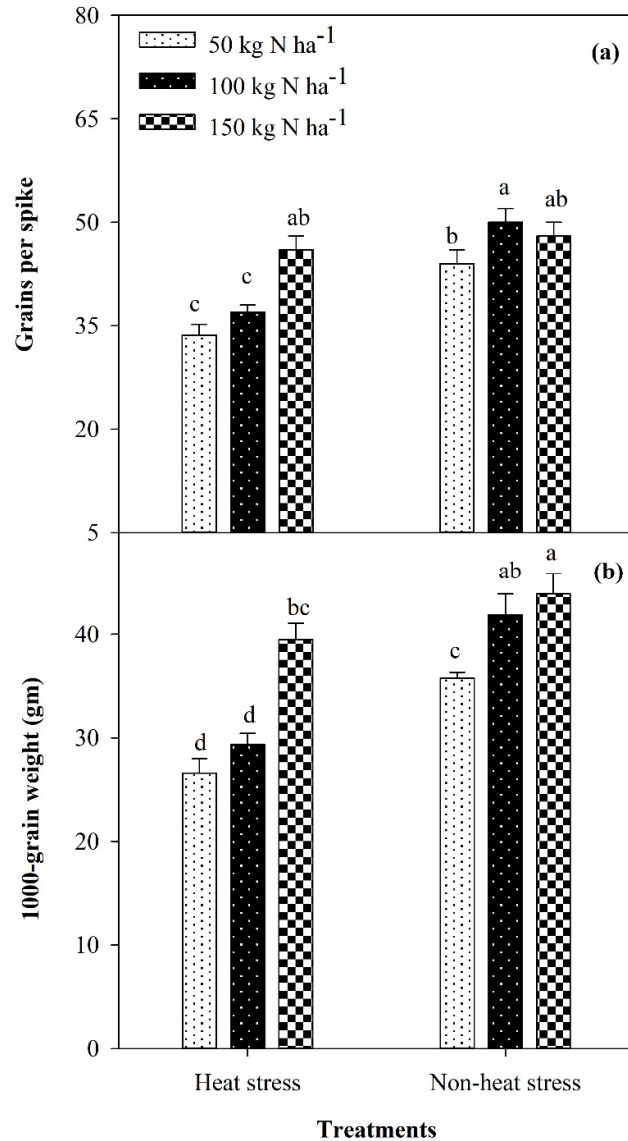 80
65
50
35
20
5
Grains per spike
50 kg N ha-1
100 kg N ha-1
150 kg N ha-1
(a)
c
c
ab
b
a
ab
40
30
20
10
0
1000-grain weight (gm)
(b)
d
d
bc
c
ab
a
Heat stress
Non-heat stress
Treatments